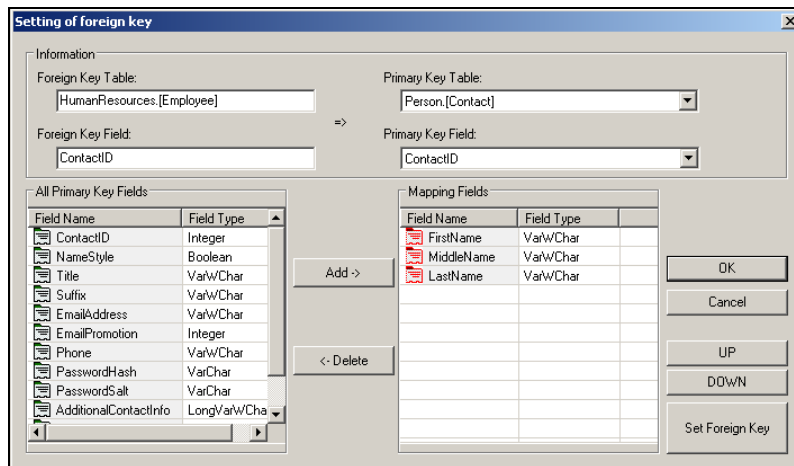 Setting of foreign key
Information
Foreign Key Table: Primary Key Table:
HumanResources.[Employee] Person.[Contact]
=>
Foreign Key Field: Primary Key Field:
ContactID ContactID
All Primary Key Fields Mapping Fields
Field Name Field Type Field Name Field Type
ContactID Integer FirstName VarWChar
NameStyle Boolean MiddleName VarWChar
Title VarWChar LastName VarWChar
Suffix VarWChar
EmailAddress VarWChar
EmailPromotion Integer
Phone VarWChar
PasswordHash VarChar
PasswordSalt VarChar
AdditionalContactInfo LongVarWCha
Add ->
<- Delete
OK
Cancel
UP
DOWN
Set Foreign Key